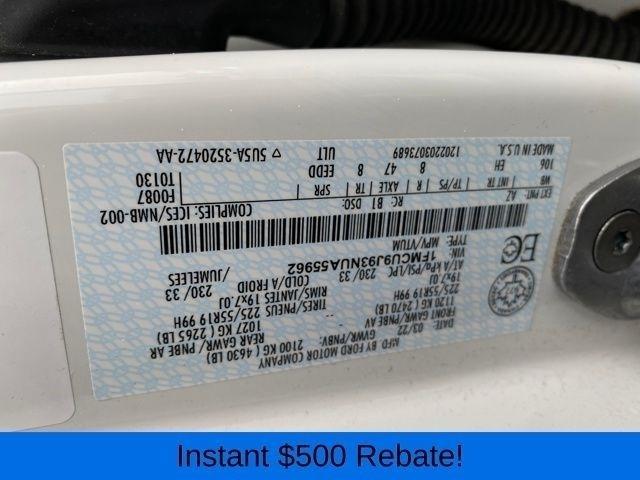 MFD BY FORD MOTOR COMPANY
DATE: 03/22
GVWR/PNBV: 2100 KG ( 4630 LB)
FRONT GAWR/ PNBE AV
REAR GAWR/ PNBE AR
1120 KG ( 2470 LB)
1027 KG ( 2265 LB)
225/55R19 99H
TIRES/ PNEUS 225/55R19 99H
19x7.0J
RIMS/JANTES 19x7.0J
AT/A kPa/PSI/LPC 230/33
COLD/A FROID 230/33
/JUMELEES
VIN: 1FMCU9J93NUA55962
TYPE: MPV/VTUM
EC
COMPLIES: ICES/NMB-002
EXT PNT: AZ RC: B1 DSO: F0087
T0130
WB INT TR TP/PS AXLE TR SPR
106 EH 8 47 8 EEDD
ULT
▽ 5U5A-3520472-AA
MADE IN U.S.A. 1202203073689
Instant $500 Rebate!